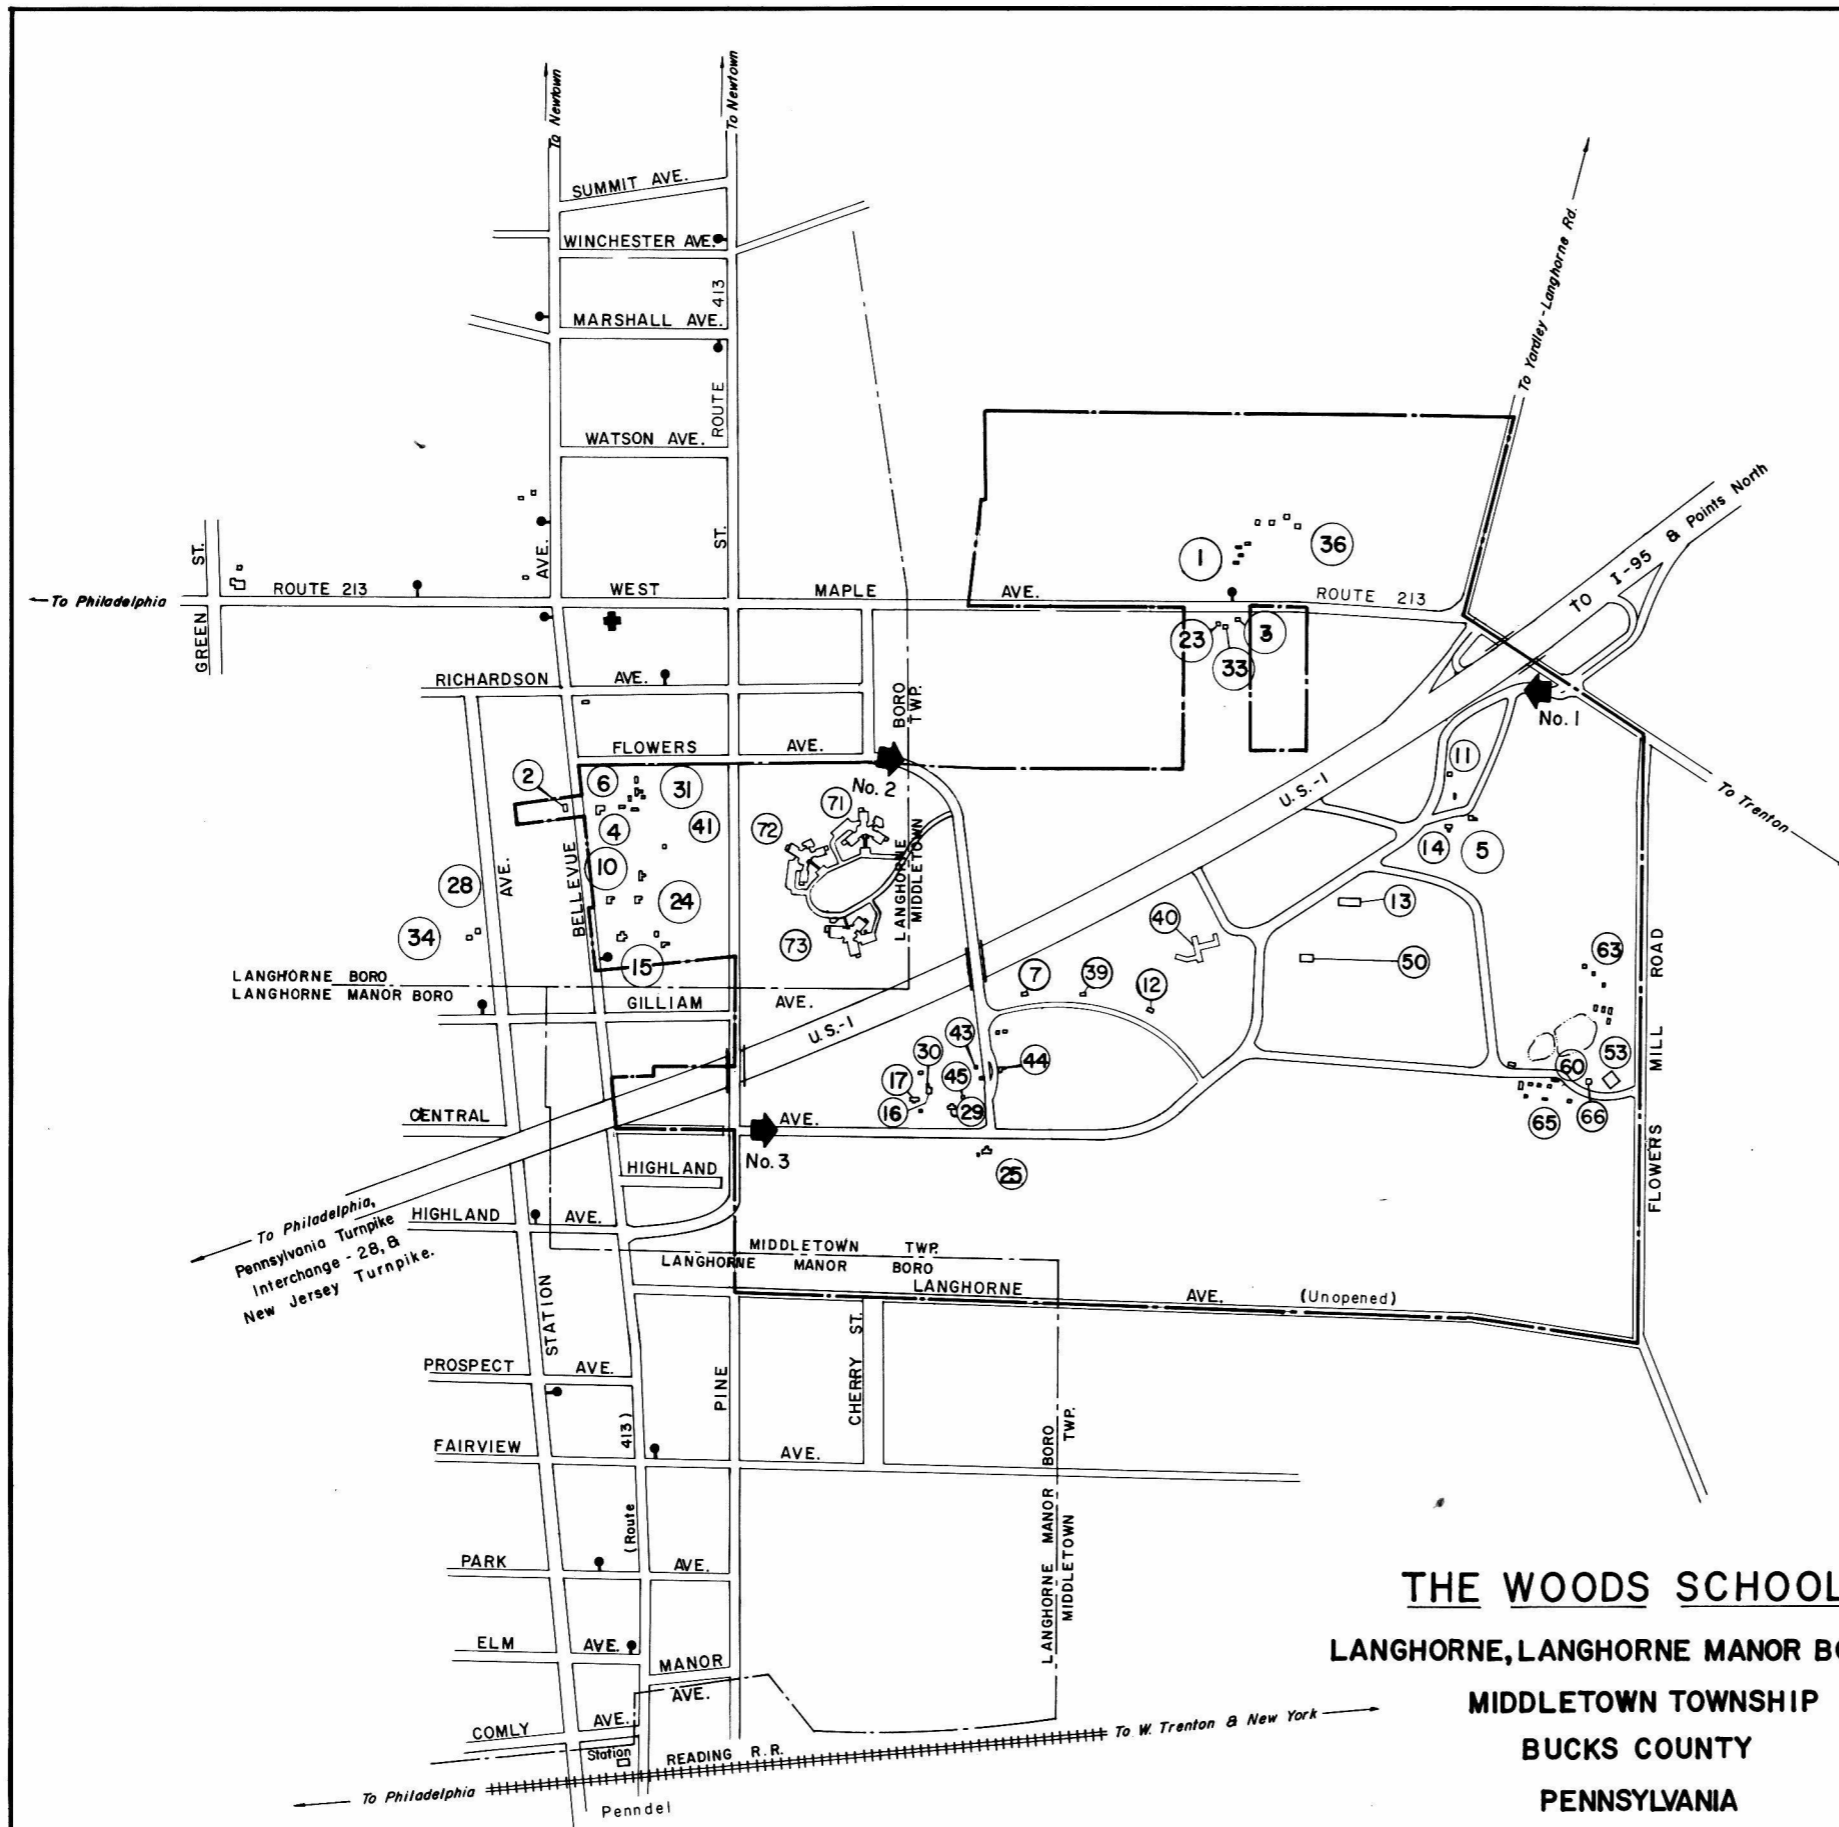 To Newtown
To Newtown
SUMMIT AVE.
WINCHESTER AVE.
MARSHALL AVE.
ROUTE 413
WATSON AVE.
To Yardley-Langhorne Rd.
TO I-95 & Points North
GREEN ST.
← To Philadelphia
ROUTE 213
AVE.
WEST
ST.
MAPLE
AVE.
ROUTE 213
1
36
23
33
3
RICHARDSON AVE.
BORO
TWP.
No. 1
FLOWERS AVE.
No. 2
U.S.-1
To Trenton
2
6
31
4
41
10
24
28
34
15
AVE.
BELLEVUE
72
71
73
LANGHORNE
MIDDLETOWN
11
14
5
13
50
40
7
39
12
63
53
60
65
66
FLOWERS MILL ROAD
LANGHORNE BORO
LANGHORNE MANOR BORO
GILLIAM AVE.
U.S.-1
43
44
30
45
17
16
29
25
CENTRAL AVE.
No. 3
HIGHLAND
HIGHLAND AVE.
To Philadelphia,
Pennsylvania Turnpike
Interchange - 28, &
New Jersey Turnpike.
MIDDLETOWN TWP.
LANGHORNE MANOR BORO
LANGHORNE AVE. (Unopened)
STATION
PROSPECT AVE.
PINE
CHERRY ST.
(Route 413)
FAIRVIEW AVE.
LANGHORNE MANOR BORO
MIDDLETOWN TWP.
PARK AVE.
ELM AVE.
MANOR
AVE.
COMLY AVE.
Station
READING R.R.
To W. Trenton & New York
To Philadelphia
Penndel
THE WOODS SCHOOL
LANGHORNE, LANGHORNE MANOR BO
MIDDLETOWN TOWNSHIP
BUCKS COUNTY
PENNSYLVANIA